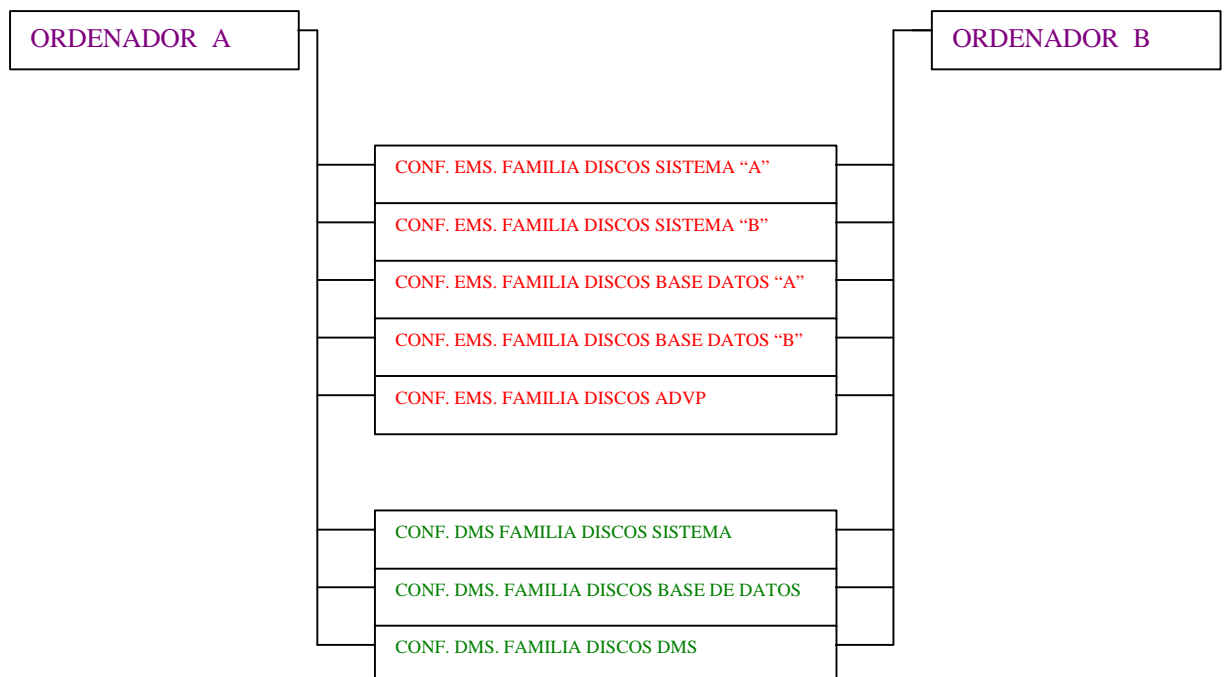 ORDENADOR A
ORDENADOR B
CONF. EMS. FAMILIA DISCOS SISTEMA “A”
CONF. EMS. FAMILIA DISCOS SISTEMA “B”
CONF. EMS. FAMILIA DISCOS BASE DATOS “A”
CONF. EMS. FAMILIA DISCOS BASE DATOS “B”
CONF. EMS. FAMILIA DISCOS ADVP
CONF. DMS FAMILIA DISCOS SISTEMA
CONF. DMS. FAMILIA DISCOS BASE DE DATOS
CONF. DMS. FAMILIA DISCOS DMS